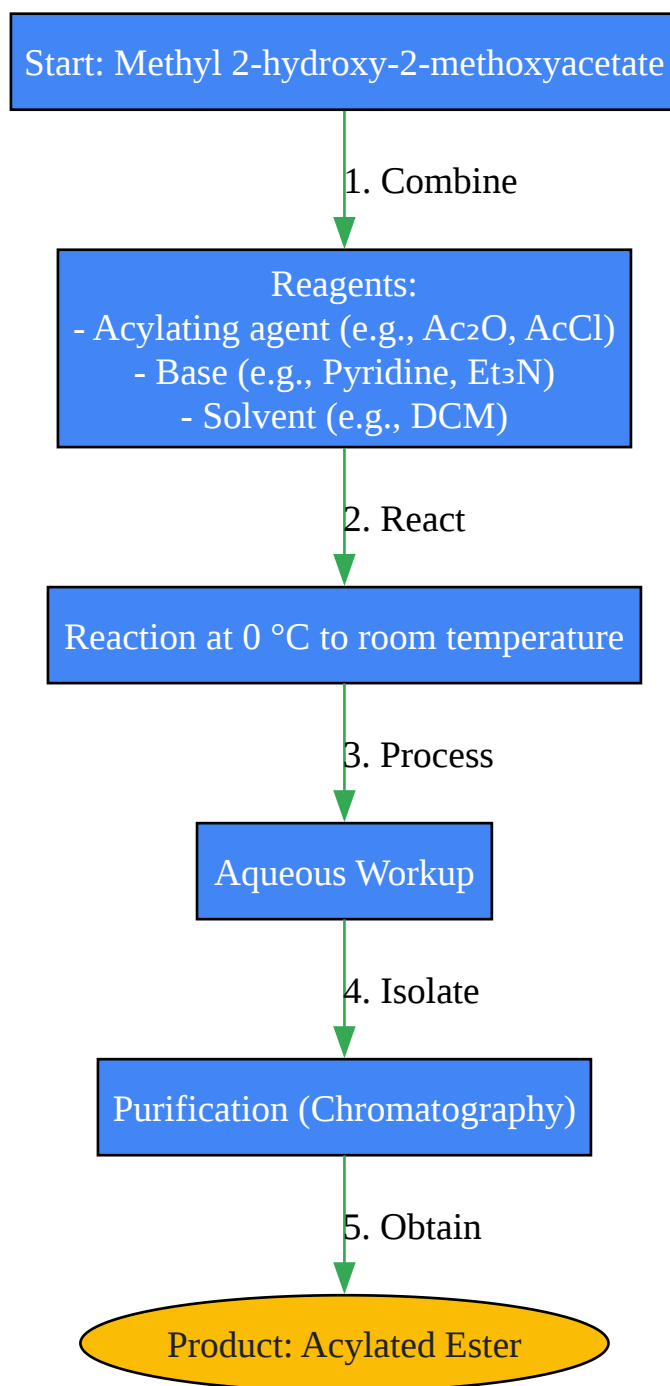 Start: Methyl 2-hydroxy-2-methoxyacetate
1. Combine
Reagents:
- Acylating agent (e.g., Ac₂O, AcCl)
- Base (e.g., Pyridine, Et₃N)
- Solvent (e.g., DCM)
2. React
Reaction at 0 °C to room temperature
3. Process
Aqueous Workup
4. Isolate
Purification (Chromatography)
5. Obtain
Product: Acylated Ester